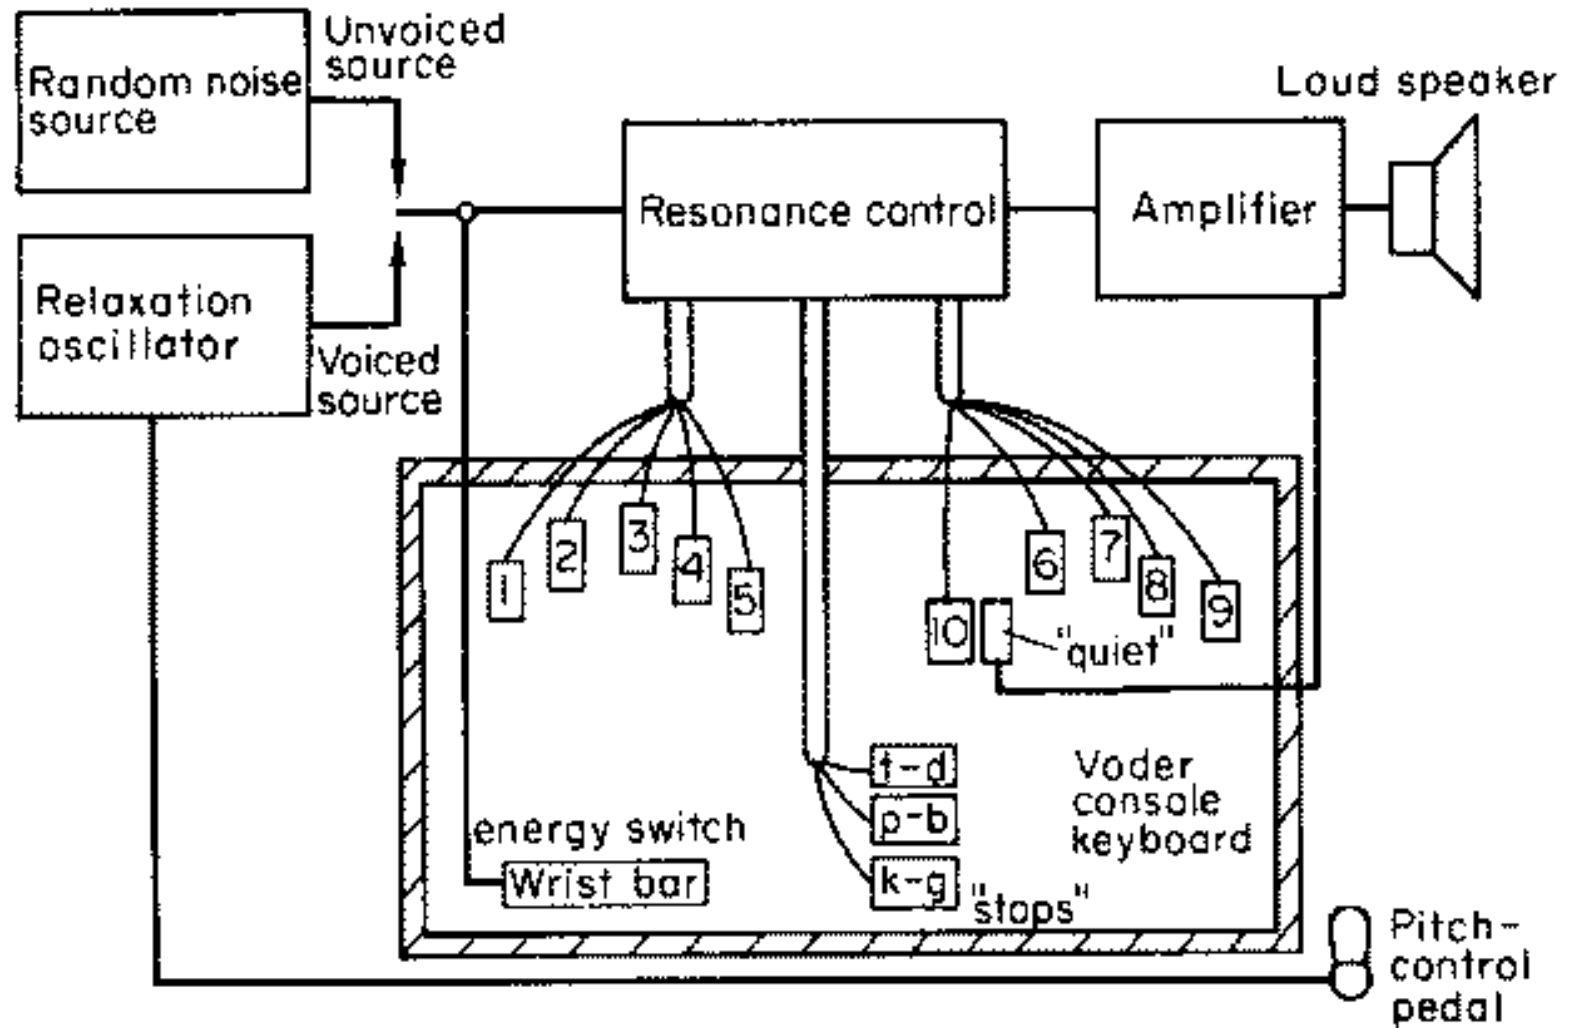 Unvoiced
source
Random noise
source
Loud speaker
Resonance control
Amplifier
Relaxation
oscillator
Voiced
source
1
2
3
4
5
10
6
7
8
9
"quiet"
t-d
p-b
k-g
"stops"
Voder
console
keyboard
energy switch
Wrist bar
Pitch-
control
pedal